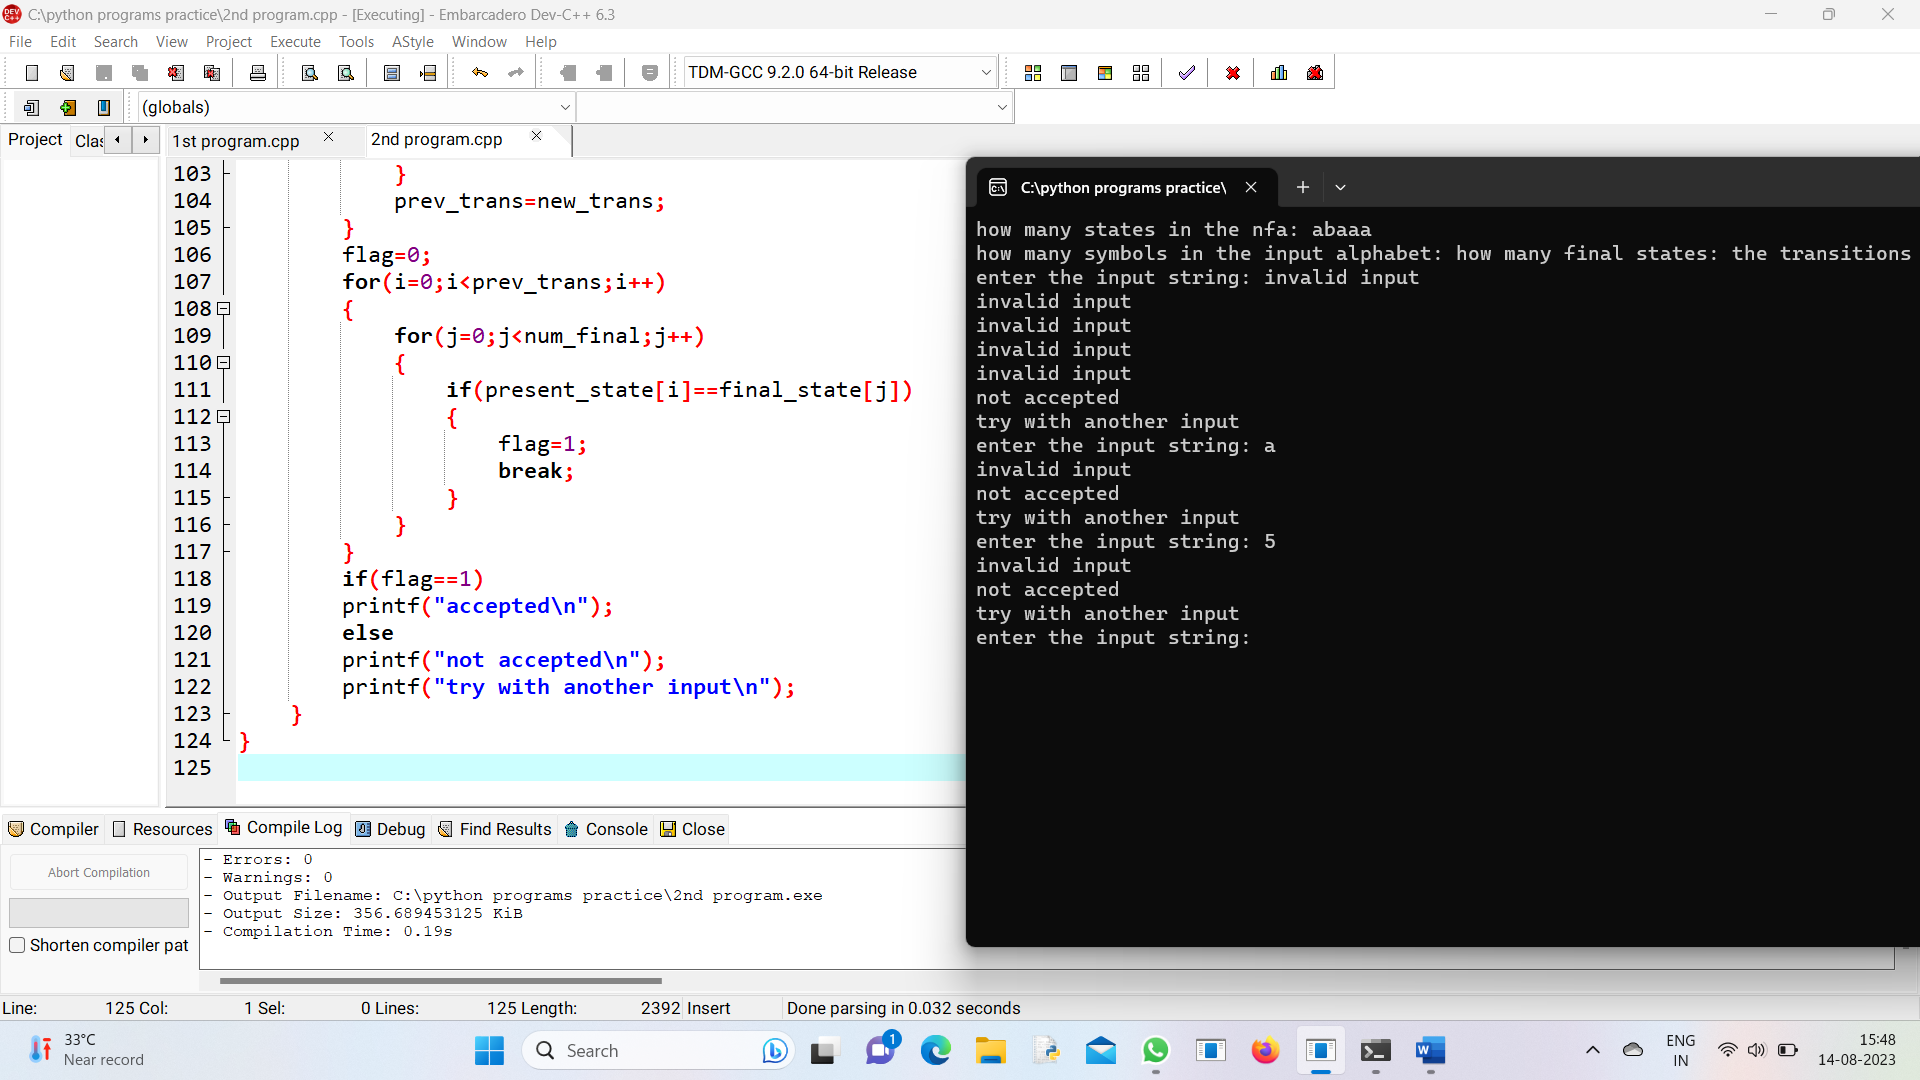 C:\python programs practice\2nd program.cpp - [Executing] - Embarcadero Dev-C++ 6.3
File Edit Search View Project Execute Tools AStyle Window Help
TDM-GCC 9.2.0 64-bit Release
(globals)
Project Clas 1st program.cpp 2nd program.cpp
103 }
104 prev_trans=new_trans;
105 }
106 flag=0;
107 for(i=0;i<prev_trans;i++)
108 {
109 for(j=0;j<num_final;j++)
110 {
111 if(present_state[i]==final_state[j])
112 {
113 flag=1;
114 break;
115 }
116 }
117 }
118 if(flag==1)
119 printf("accepted\n");
120 else
121 printf("not accepted\n");
122 printf("try with another input\n");
123 }
124 }
125
C:\python programs practice\
how many states in the nfa: abaaa
how many symbols in the input alphabet: how many final states: the transitions
enter the input string: invalid input
invalid input
invalid input
invalid input
invalid input
not accepted
try with another input
enter the input string: a
invalid input
not accepted
try with another input
enter the input string: 5
invalid input
not accepted
try with another input
enter the input string:
Compiler Resources Compile Log Debug Find Results Console Close
Abort Compilation
Shorten compiler pat
- Errors: 0
- Warnings: 0
- Output Filename: C:\python programs practice\2nd program.exe
- Output Size: 356.689453125 KiB
- Compilation Time: 0.19s
Line: 125 Col: 1 Sel: 0 Lines: 125 Length: 2392 Insert Done parsing in 0.032 seconds
33°C
Near record
Search
1
ENG
IN
15:48
14-08-2023